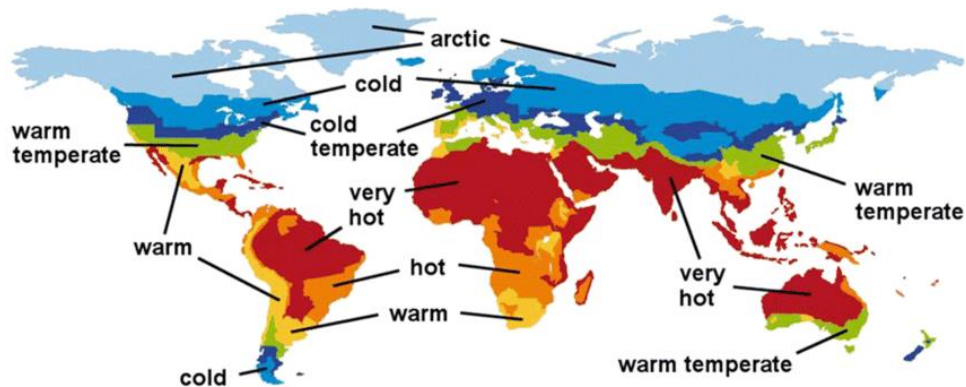 arctic
cold
cold
temperate
warm
temperate
very
hot
warm
temperate
warm
hot
very
hot
warm
warm temperate
cold